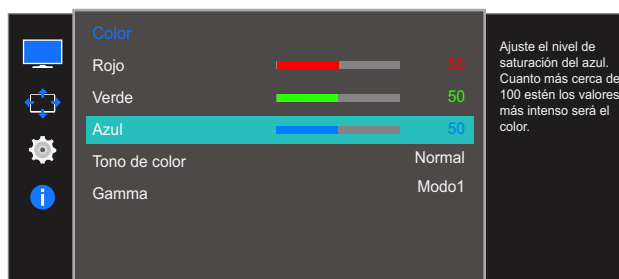 Color
Rojo 50
Verde 50
Azul 50
Tono de color Normal
Gamma Modo1
Ajuste el nivel de
saturación del azul.
Cuanto más cerca de
100 estén los valores
más intenso será el
color.